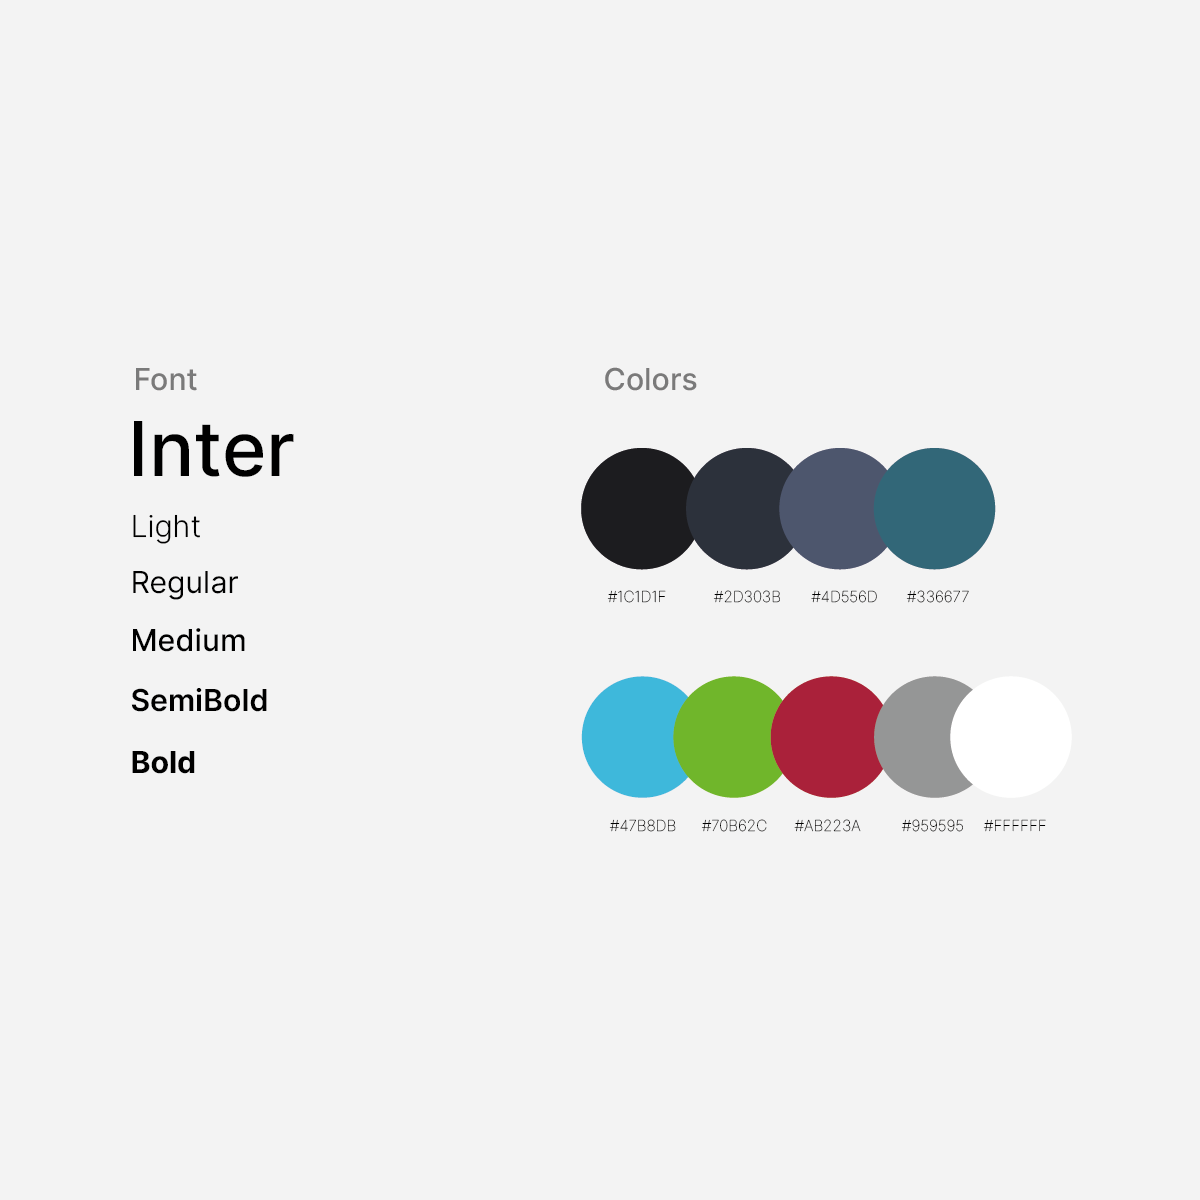 Font
Inter
Light
Regular
Medium
SemiBold
Bold
Colors
#1C1D1F #2D303B #4D556D #336677
#47B8DB #70B62C #AB223A #959595 #FFFFFF